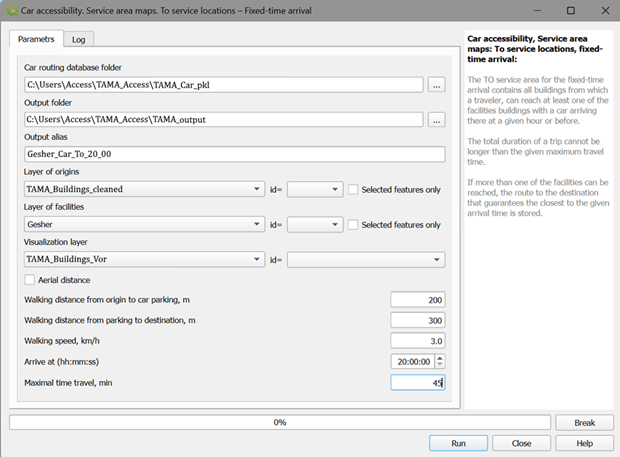 Car accessibility. Service area maps. To service locations – Fixed-time arrival
Parametrs
Log
Car routing database folder
C:\Users\Access\TAMA_Access\TAMA_Car_pkl
...
Output folder
C:\Users\Access\TAMA_Access\TAMA_output
...
Output alias
Gesher_Car_To_20_00
Layer of origins
TAMA_Buildings_cleaned
id=
Selected features only
Layer of facilities
Gesher
id=
Selected features only
Visualization layer
TAMA_Buildings_Vor
id=
Aerial distance
Walking distance from origin to car parking, m
200
Walking distance from parking to destination, m
300
Walking speed, km/h
3.0
Arrive at (hh:mm:ss)
20:00:00
Maximal time travel, min
45
Car accessibility, Service area
maps: To service locations, fixed-
time arrival:
The TO service area for the fixed-time
arrival contains all buildings from which
a traveler, can reach at least one of the
facilities buildings with a car arriving
there at a given hour or before.
The total duration of a trip cannot be
longer than the given maximum travel
time.
If more than one of the facilities can be
reached, the route to the destination
that guarantees the closest to the given
arrival time is stored.
0%
Break
Run
Close
Help